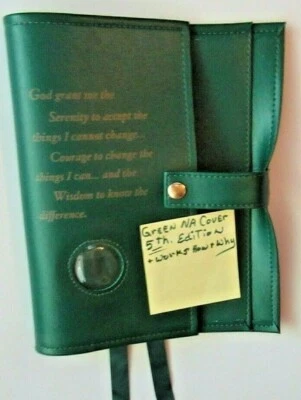 God grant me the
Serenity to accept the
things I cannot change...
Courage to change the
things I can... and the
Wisdom to know the
difference.
GREEN NA COVER
5th. EDITION
+ WORKS HOW & Why